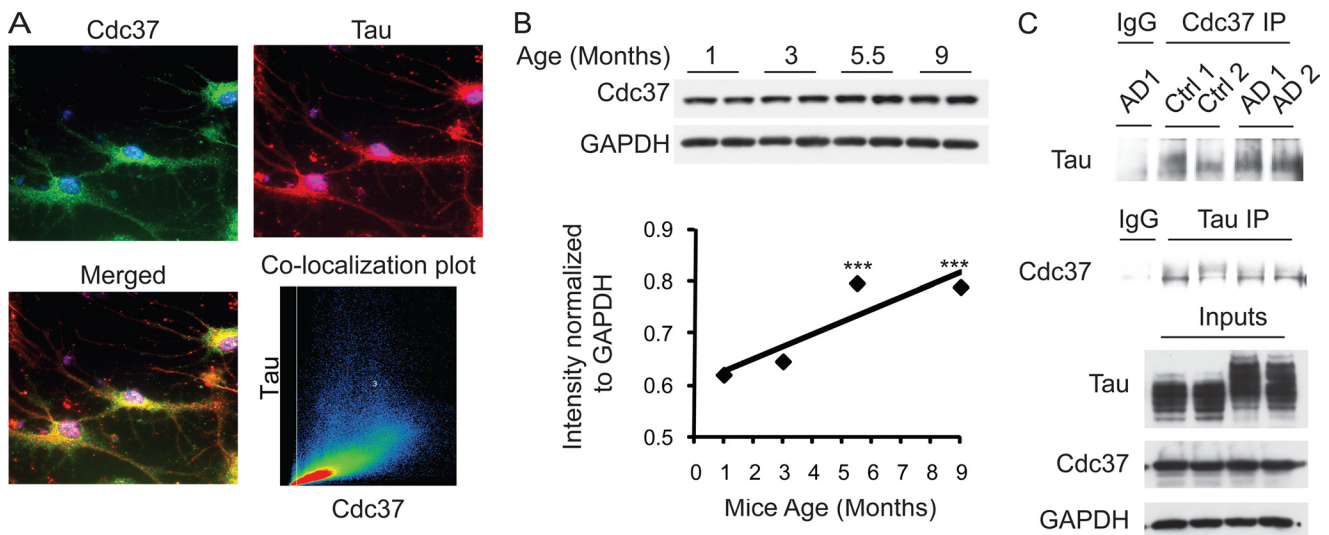 A
Cdc37
Tau
Merged
Co-localization plot
Tau
3
Cdc37
B
Age (Months)
1 3 5.5 9
Cdc37
GAPDH
Intensity normalized
to GAPDH
0.9
0.8
0.7
0.6
0.5
*** ***
0 1 2 3 4 5 6 7 8 9
Mice Age (Months)
C
IgG Cdc37 IP
AD1 Ctrl 1 Ctrl 2 AD 1 AD 2
Tau
IgG Tau IP
Cdc37
Inputs
Tau
Cdc37
GAPDH